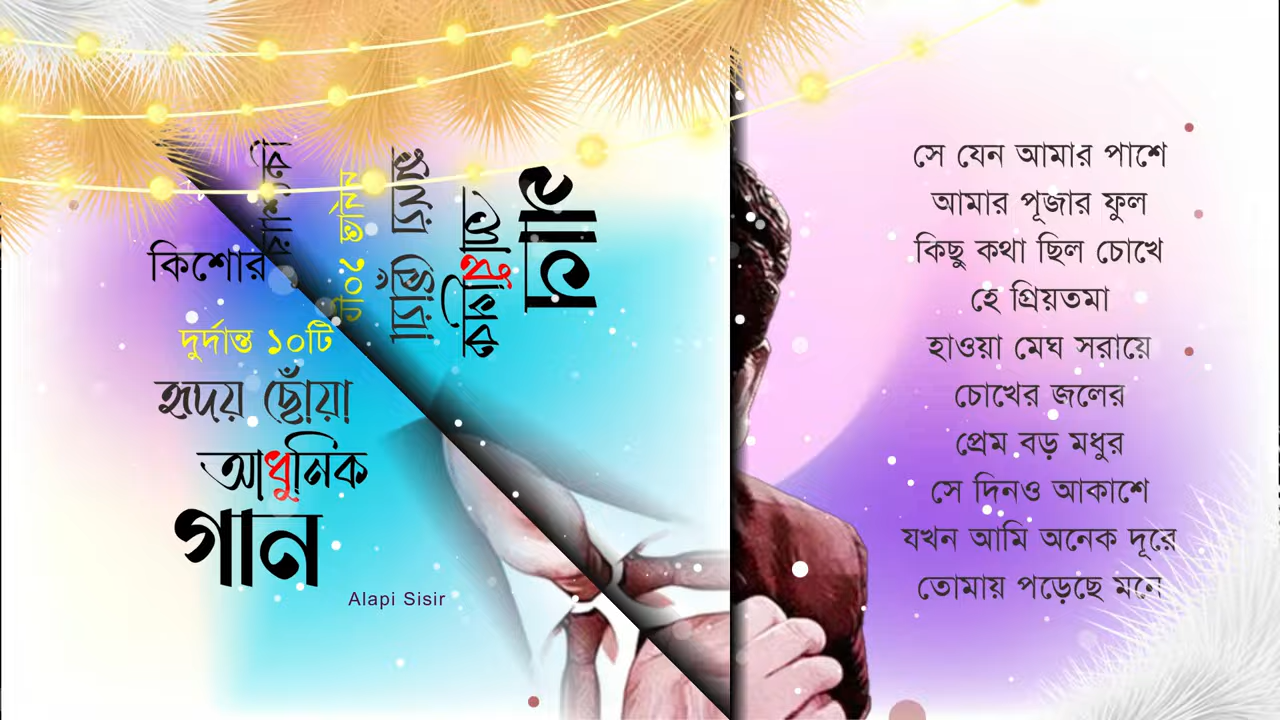 কিশোর
দুর্দান্ত ১০টি
হৃদয় ছোঁয়া
আধুনিক
গান
Alapi Sisir
সে যেন আমার পাশে
আমার পূজার ফুল
কিছু কথা ছিল চোখে
হে প্রিয়তমা
হাওয়া মেঘ সরায়ে
চোখের জলের
প্রেম বড় মধুর
সে দিনও আকাশে
যখন আমি অনেক দূরে
তোমায় পড়েছে মনে